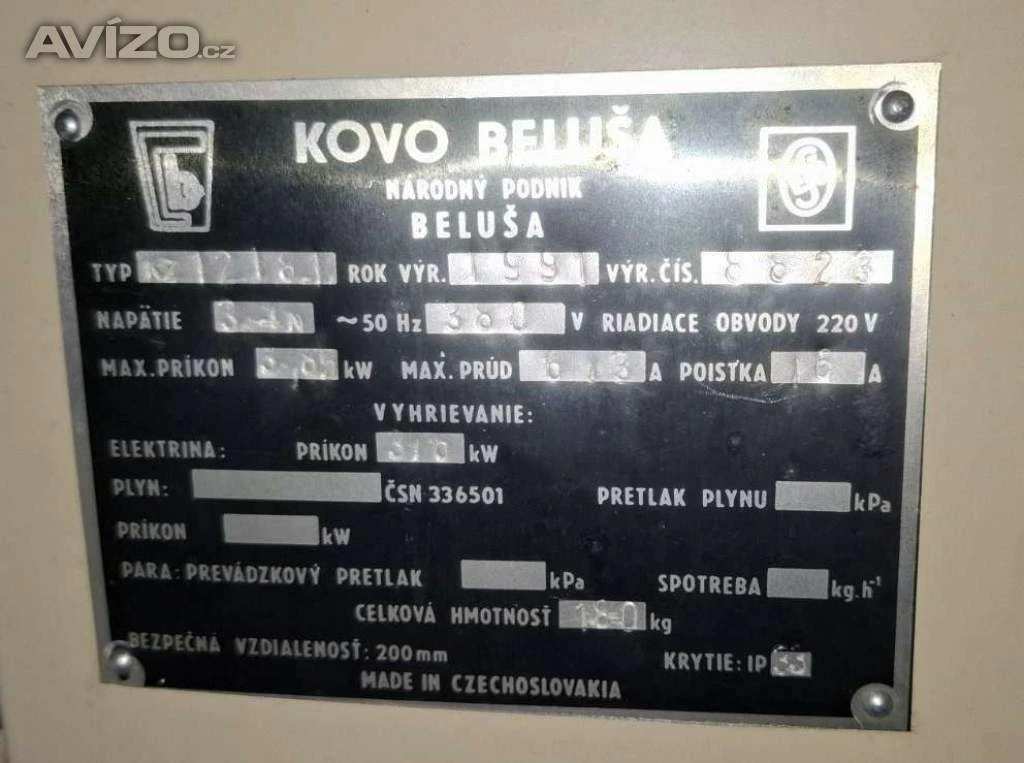 AVÍZO.cz
KOVO BELUŠA
NÁRODNÝ PODNIK
BELUŠA
TYP ROK VÝR. 1991 VÝR.ČÍS.
NAPÄTIE ~50 Hz 380 V RIADIACE OBVODY 220 V
MAX.PRÍKON kW MAX. PRÚD A POISTKA A
VYHRIEVANIE:
ELEKTRINA: PRÍKON kW
PLYN: ČSN 336501 PRETLAK PLYNU kPa
PRÍKON kW
PARA: PREVÁDZKOVÝ PRETLAK kPa SPOTREBA kg.h⁻¹
CELKOVÁ HMOTNOSŤ kg
BEZPEČNÁ VZDIALENOSŤ: 200 mm KRYTIE: IP
MADE IN CZECHOSLOVAKIA